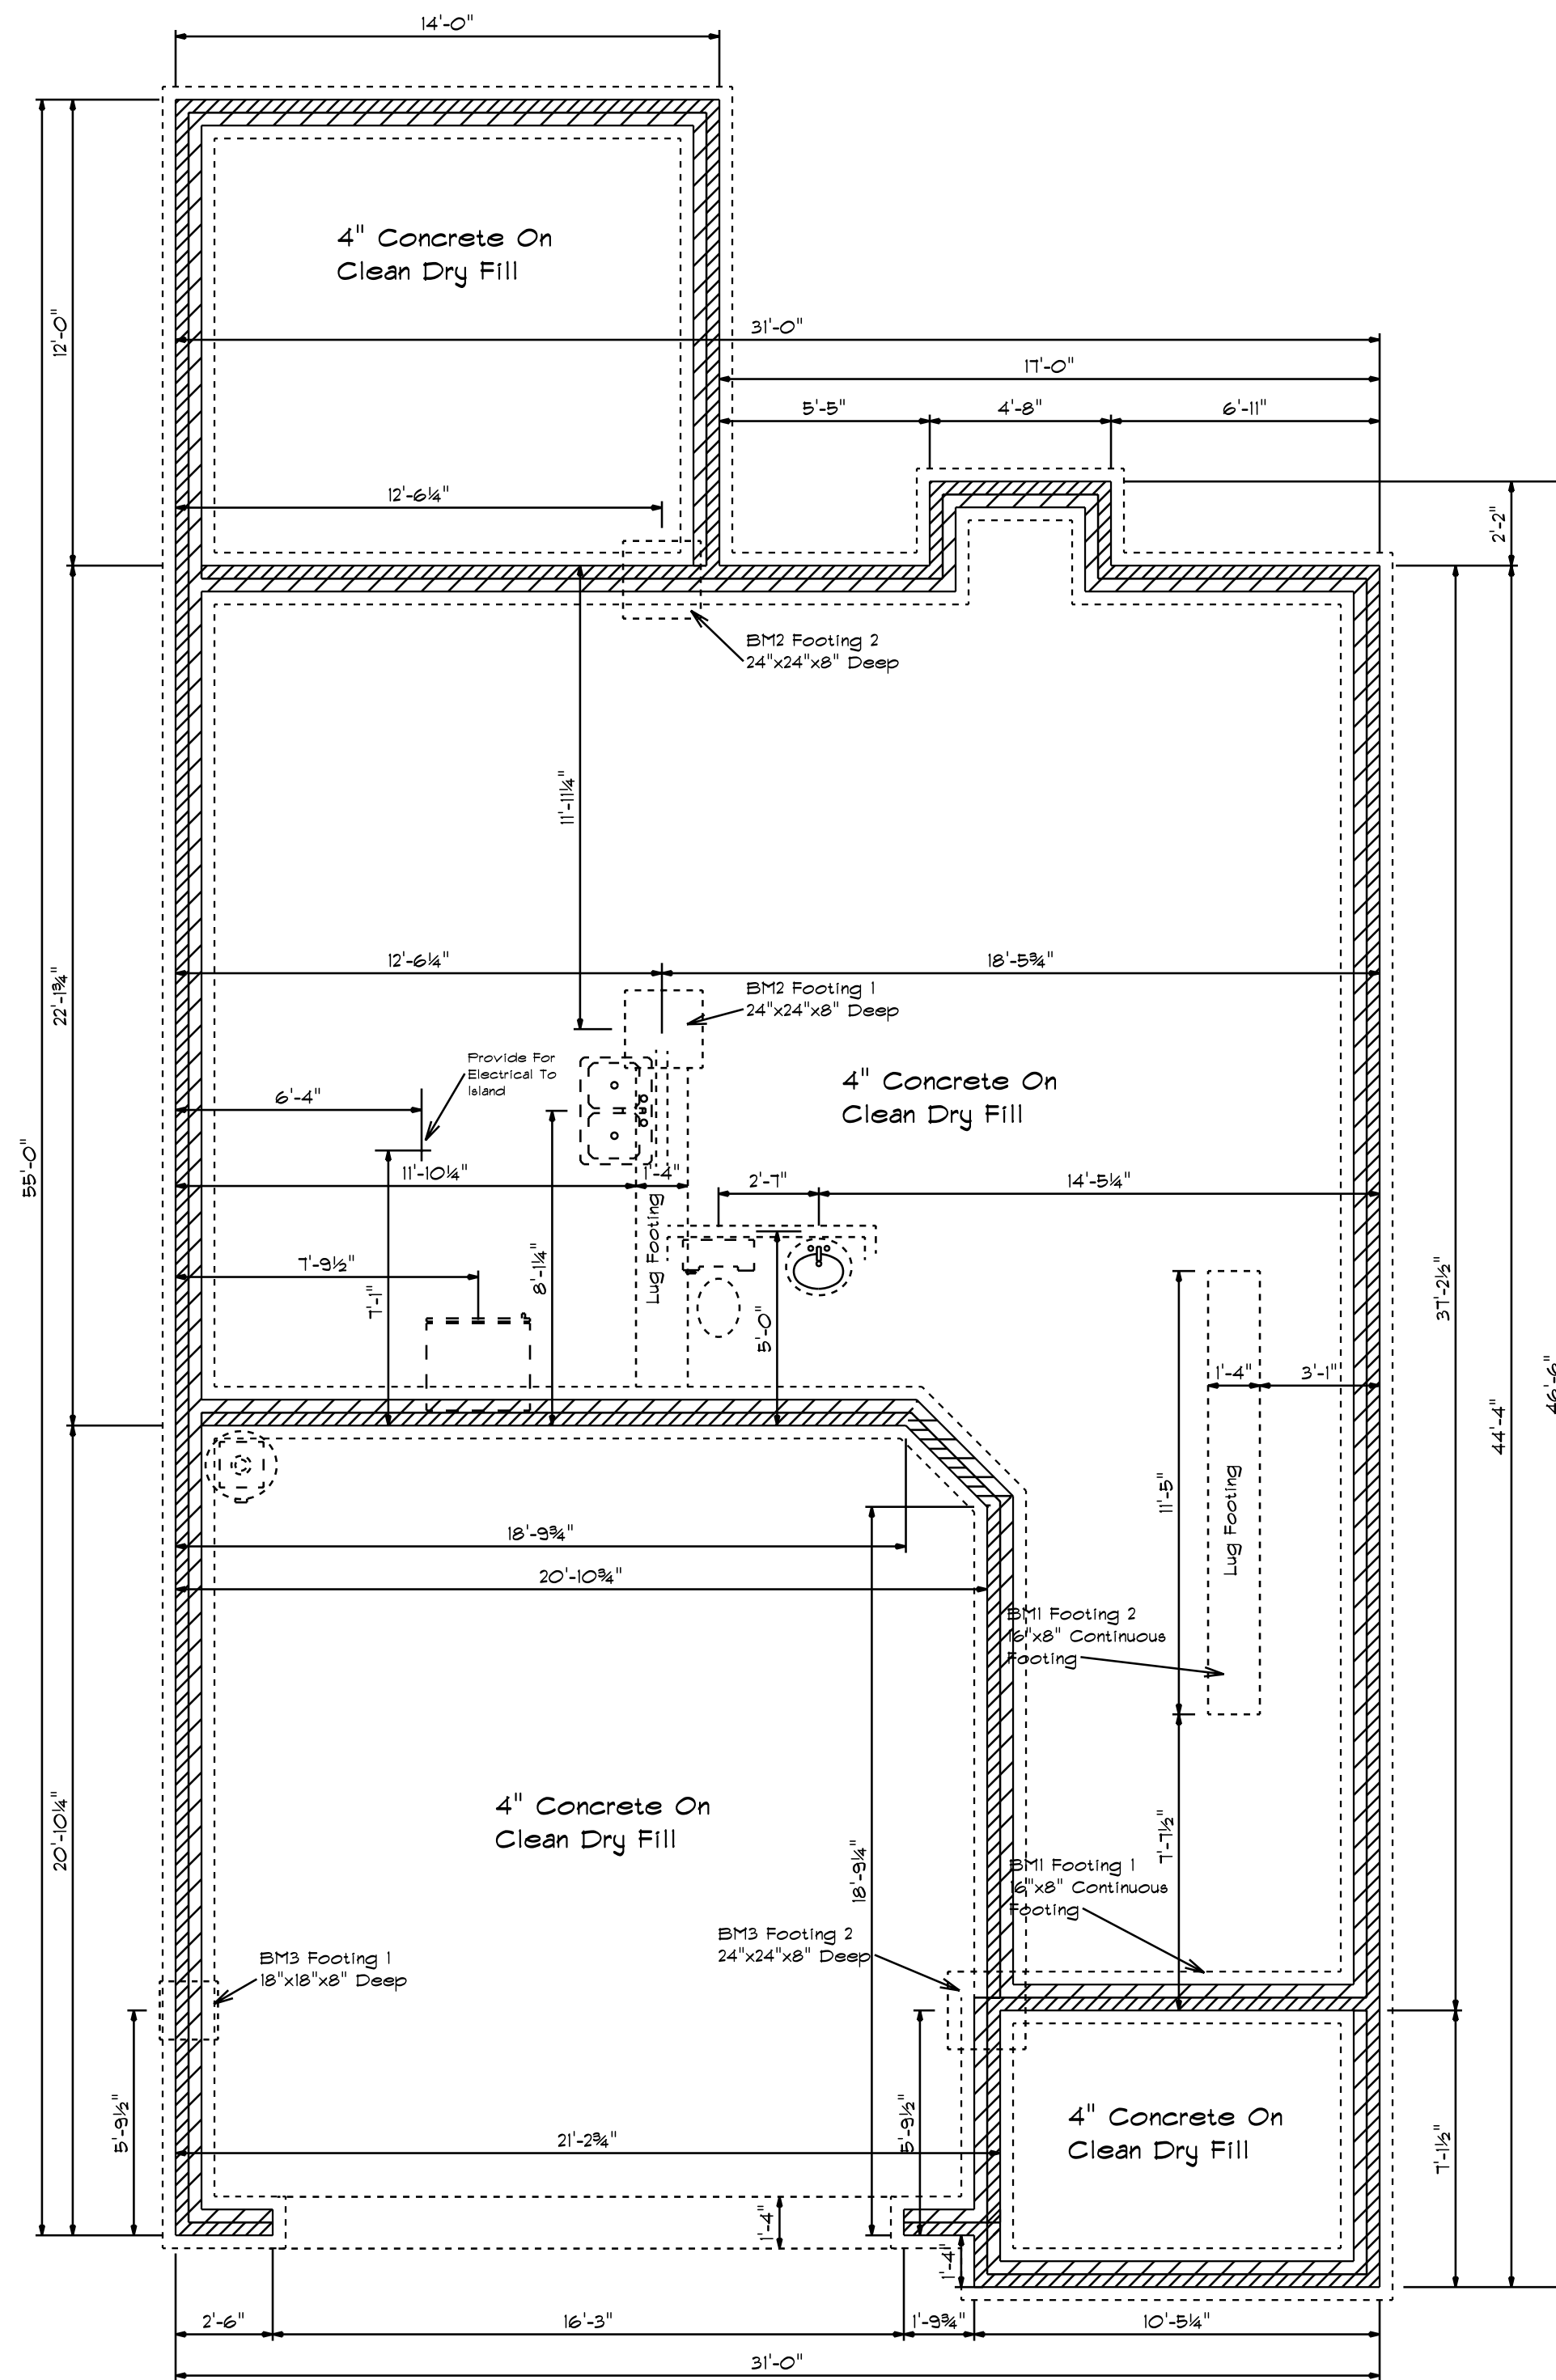 14'-0"
4" Concrete On
Clean Dry Fill
12'-0"
31'-0"
17'-0"
5'-5"
4'-8"
6'-11"
12'-6¼"
2'-2"
BM2 Footing 2
24"x24"x8" Deep
11'-11¼"
12'-6¼"
18'-5¾"
22'-1¾"
BM2 Footing 1
24"x24"x8" Deep
Provide For
Electrical To
Island
4" Concrete On
Clean Dry Fill
6'-4"
55'-0"
11'-10¼"
1'-4"
2'-7"
14'-5¼"
Lug Footing
7'-9½"
7'-1"
8'-1¼"
5'-0"
37'-2½"
1'-4"
3'-1"
46'-6"
44'-4"
11'-5"
Lug Footing
18'-9¾"
20'-10¾"
BM1 Footing 2
16"x8" Continuous
Footing
4" Concrete On
Clean Dry Fill
20'-10¼"
18'-9¼"
7'-7½"
BM1 Footing 1
16"x8" Continuous
Footing
BM3 Footing 2
24"x24"x8" Deep
BM3 Footing 1
18"x18"x8" Deep
5'-9½"
5'-9½"
4" Concrete On
Clean Dry Fill
7'-1½"
21'-2¾"
1'-4"
1'-4"
2'-6"
16'-3"
1'-9¾"
10'-5¼"
31'-0"